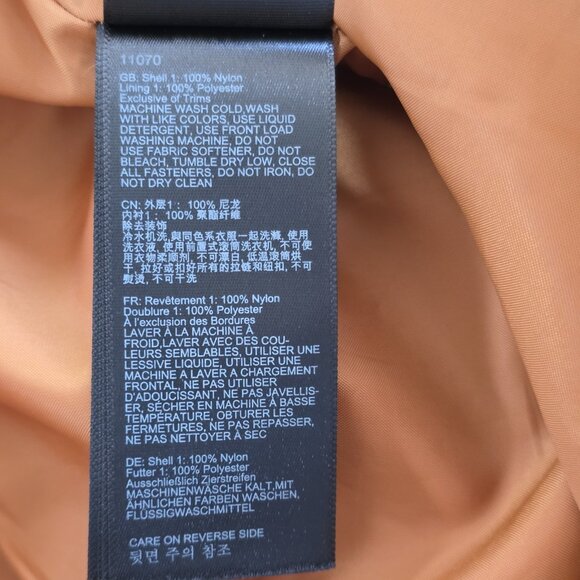 11070
GB: Shell 1: 100% Nylon
Lining 1: 100% Polyester
Exclusive of Trims
MACHINE WASH COLD,WASH
WITH LIKE COLORS, USE LIQUID
DETERGENT, USE FRONT LOAD
WASHING MACHINE, DO NOT
USE FABRIC SOFTENER, DO NOT
BLEACH, TUMBLE DRY LOW, CLOSE
ALL FASTENERS, DO NOT IRON, DO
NOT DRY CLEAN
CN: 外层1: 100% 尼龙
内衬1: 100% 聚酯纤维
除去装饰
冷水机洗,與同色系衣服一起洗滌, 使用
洗衣液, 使用前置式滚筒洗衣机, 不可使
用衣物柔顺剂, 不可漂白, 低温滚筒烘
干, 拉好或扣好所有的拉链和纽扣, 不可
熨烫, 不可干洗
FR: Revêtement 1: 100% Nylon
Doublure 1: 100% Polyester
À l'exclusion des Bordures
LAVER À LA MACHINE À
FROID,LAVER AVEC DES COU-
LEURS SEMBLABLES, UTILISER UNE
LESSIVE LIQUIDE, UTILISER UNE
MACHINE A LAVER A CHARGEMENT
FRONTAL, NE PAS UTILISER
D'ADOUCISSANT, NE PAS JAVELLIS-
ER, SÉCHER EN MACHINE À BASSE
TEMPÉRATURE, OBTURER LES
FERMETURES, NE PAS REPASSER,
NE PAS NETTOYER À SEC
DE: Shell 1: 100% Nylon
Futter 1: 100% Polyester
Ausschließlich Zierstreifen
MASCHINENWÄSCHE KALT,MIT
ÄHNLICHEN FARBEN WASCHEN,
FLÜSSIGWASCHMITTEL
CARE ON REVERSE SIDE
뒷면 주의 참조